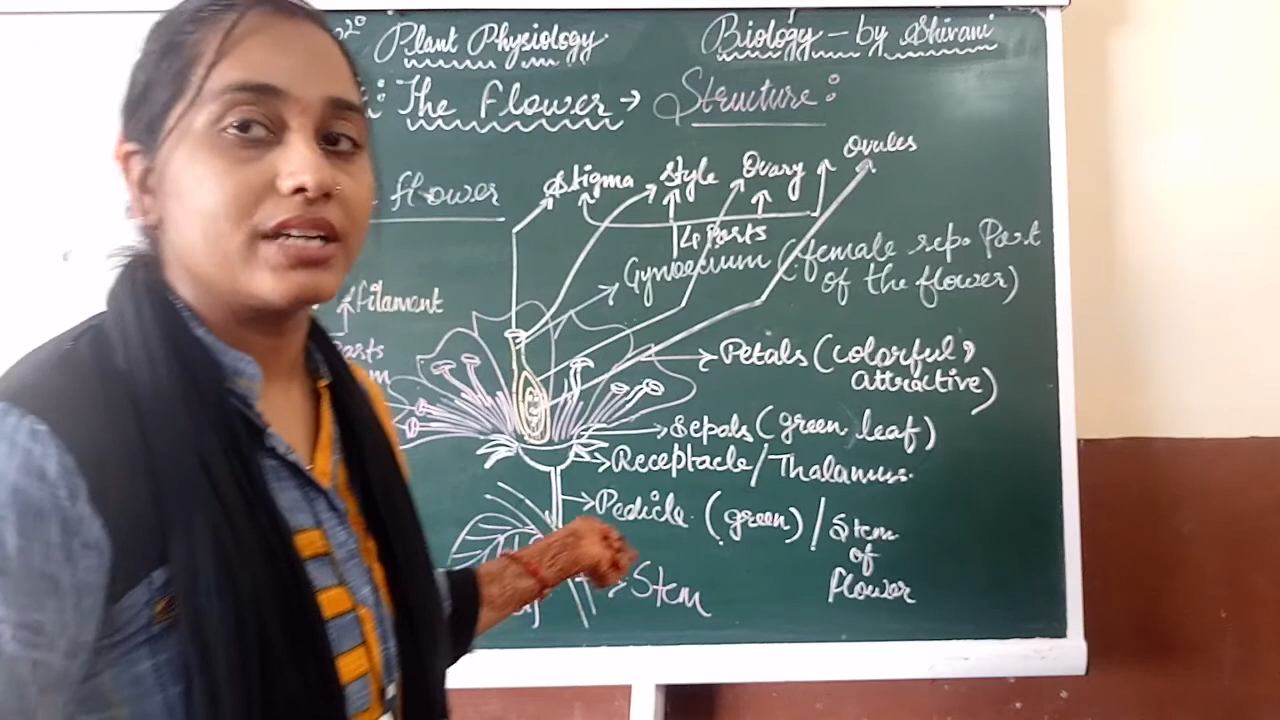 Plant Physiology
Biology - by Shivani
: The flower → Structure :
flower
Stigma Style Ovary Ovules
4 Parts
Gynoecium (female rep. Part
of the flower)
filament
Parts
Petals (colorful,
attractive)
Sepals (green leaf)
Receptacle/Thalamus.
Pedicle. (green) / Stem
of
flower
Stem